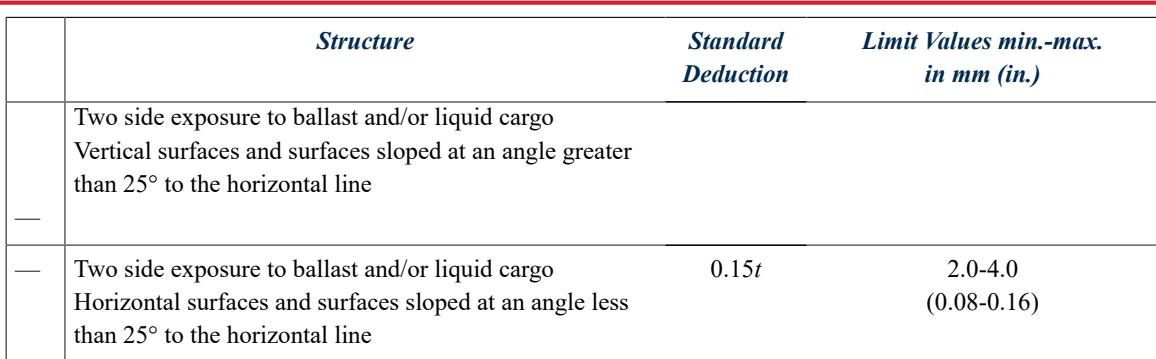 Structure
Standard
Deduction
Limit Values min.-max.
in mm (in.)
Two side exposure to ballast and/or liquid cargo
Vertical surfaces and surfaces sloped at an angle greater
than 25° to the horizontal line
—
— Two side exposure to ballast and/or liquid cargo 0.15t 2.0-4.0
Horizontal surfaces and surfaces sloped at an angle less (0.08-0.16)
than 25° to the horizontal line